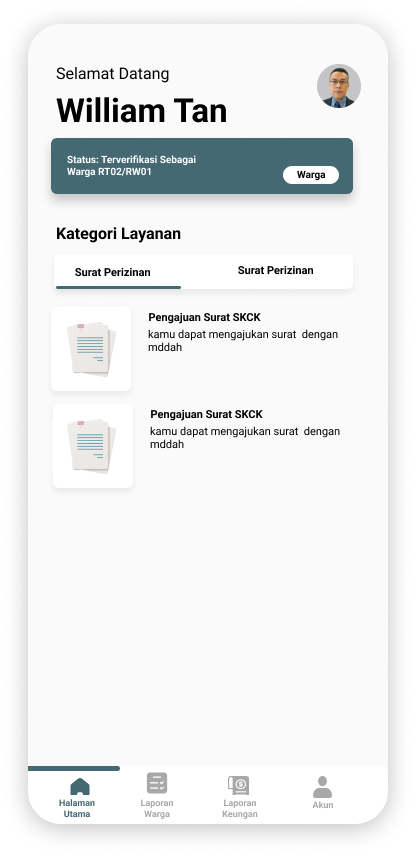 Selamat Datang
William Tan
Status: Terverifikasi Sebagai
Warga RT02/RW01
Warga
Kategori Layanan
Surat Perizinan
Surat Perizinan
Pengajuan Surat SKCK
kamu dapat mengajukan surat dengan
mddah
Pengajuan Surat SKCK
kamu dapat mengajukan surat dengan
mddah
Halaman
Utama
Laporan
Warga
Laporan
Keungan
Akun